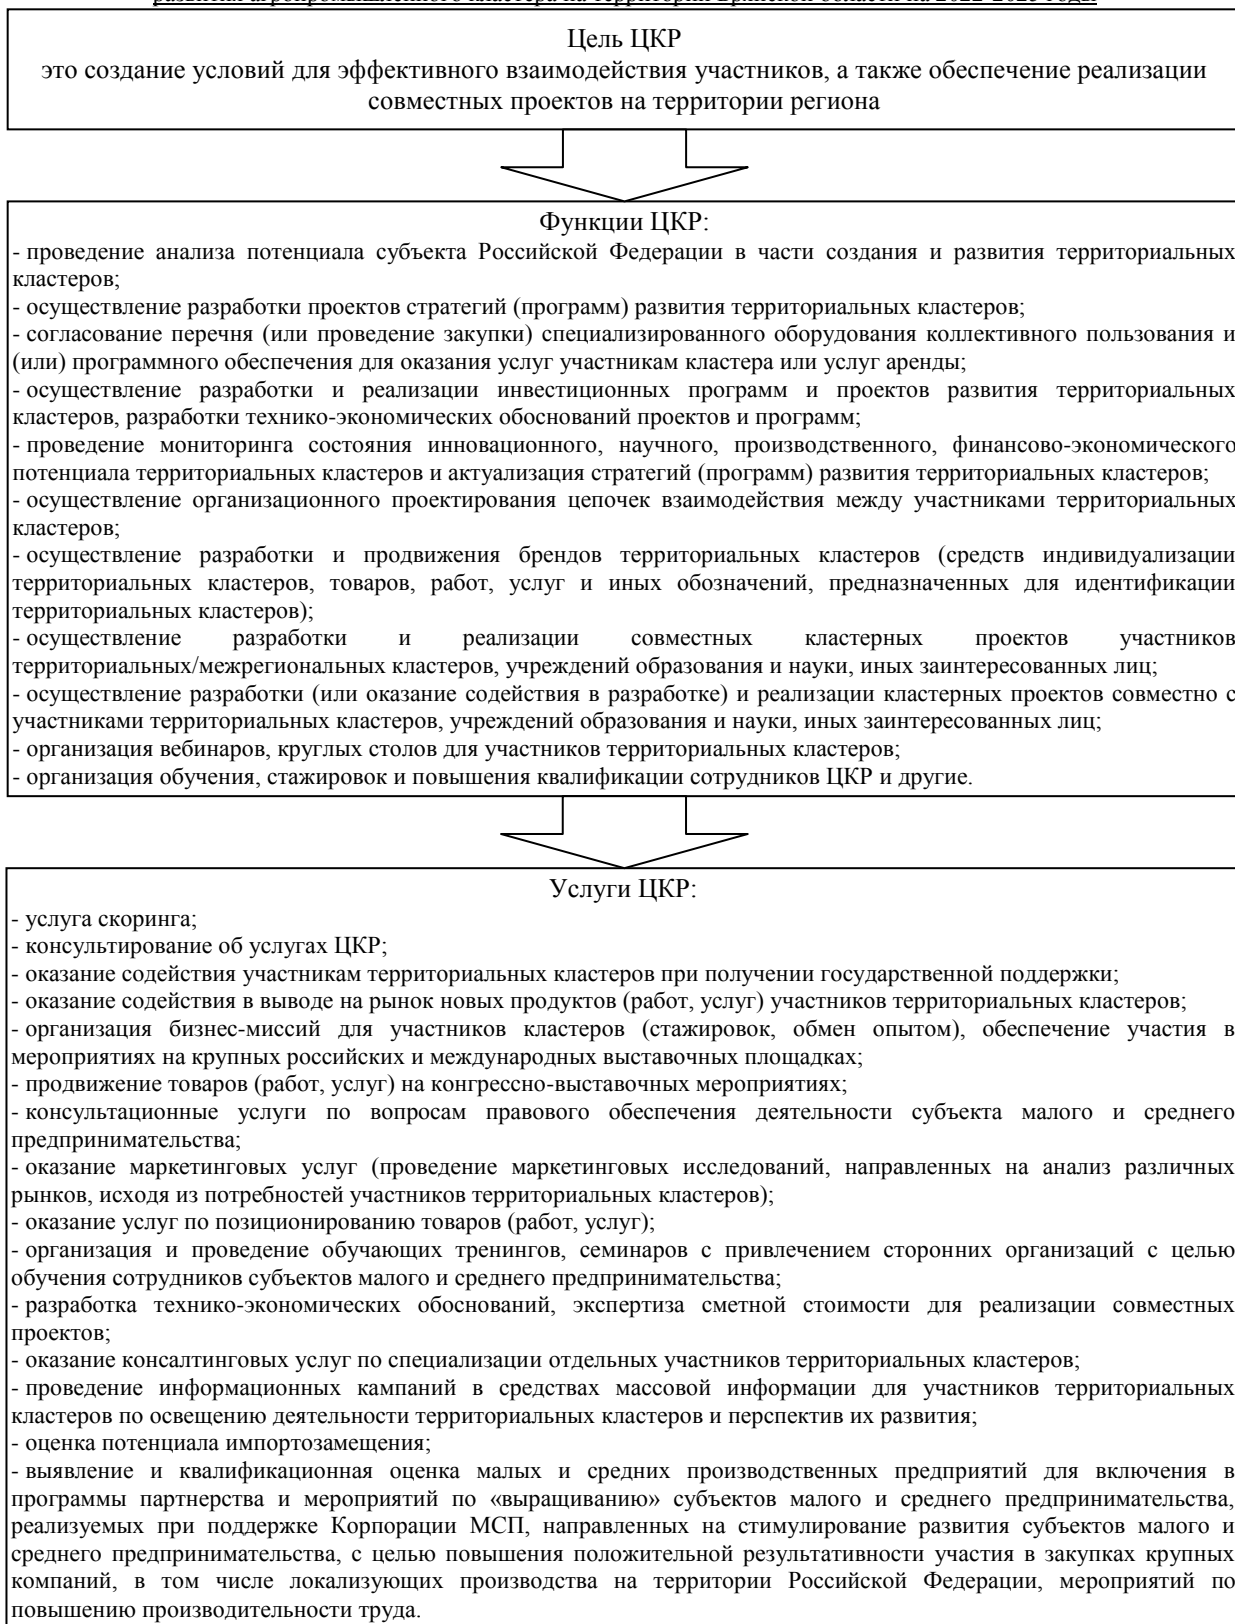 развития агропромышленного кластера на территории Брянской области на 2021-2025 годы
Цель ЦКР
это создание условий для эффективного взаимодействия участников, а также обеспечение реализации
совместных проектов на территории региона
Функции ЦКР:
- проведение анализа потенциала субъекта Российской Федерации в части создания и развития территориальных
кластеров;
- осуществление разработки проектов стратегий (программ) развития территориальных кластеров;
- согласование перечня (или проведение закупки) специализированного оборудования коллективного пользования и
(или) программного обеспечения для оказания услуг участникам кластера или услуг аренды;
- осуществление разработки и реализации инвестиционных программ и проектов развития территориальных
кластеров, разработки технико-экономических обоснований проектов и программ;
- проведение мониторинга состояния инновационного, научного, производственного, финансово-экономического
потенциала территориальных кластеров и актуализация стратегий (программ) развития территориальных кластеров;
- осуществление организационного проектирования цепочек взаимодействия между участниками территориальных
кластеров;
- осуществление разработки и продвижения брендов территориальных кластеров (средств индивидуализации
территориальных кластеров, товаров, работ, услуг и иных обозначений, предназначенных для идентификации
территориальных кластеров);
- осуществление разработки и реализации совместных кластерных проектов участников
территориальных/межрегиональных кластеров, учреждений образования и науки, иных заинтересованных лиц;
- осуществление разработки (или оказание содействия в разработке) и реализации кластерных проектов совместно с
участниками территориальных кластеров, учреждений образования и науки, иных заинтересованных лиц;
- организация вебинаров, круглых столов для участников территориальных кластеров;
- организация обучения, стажировок и повышения квалификации сотрудников ЦКР и другие.
Услуги ЦКР:
- услуга скоринга;
- консультирование об услугах ЦКР;
- оказание содействия участникам территориальных кластеров при получении государственной поддержки;
- оказание содействия в выводе на рынок новых продуктов (работ, услуг) участников территориальных кластеров;
- организация бизнес-миссий для участников кластеров (стажировок, обмен опытом), обеспечение участия в
мероприятиях на крупных российских и международных выставочных площадках;
- продвижение товаров (работ, услуг) на конгрессно-выставочных мероприятиях;
- консультационные услуги по вопросам правового обеспечения деятельности субъекта малого и среднего
предпринимательства;
- оказание маркетинговых услуг (проведение маркетинговых исследований, направленных на анализ различных
рынков, исходя из потребностей участников территориальных кластеров);
- оказание услуг по позиционированию товаров (работ, услуг);
- организация и проведение обучающих тренингов, семинаров с привлечением сторонних организаций с целью
обучения сотрудников субъектов малого и среднего предпринимательства;
- разработка технико-экономических обоснований, экспертиза сметной стоимости для реализации совместных
проектов;
- оказание консалтинговых услуг по специализации отдельных участников территориальных кластеров;
- проведение информационных кампаний в средствах массовой информации для участников территориальных
кластеров по освещению деятельности территориальных кластеров и перспектив их развития;
- оценка потенциала импортозамещения;
- выявление и квалификационная оценка малых и средних производственных предприятий для включения в
программы партнерства и мероприятий по «выращиванию» субъектов малого и среднего предпринимательства,
реализуемых при поддержке Корпорации МСП, направленных на стимулирование развития субъектов малого и
среднего предпринимательства, с целью повышения положительной результативности участия в закупках крупных
компаний, в том числе локализующих производства на территории Российской Федерации, мероприятий по
повышению производительности труда.